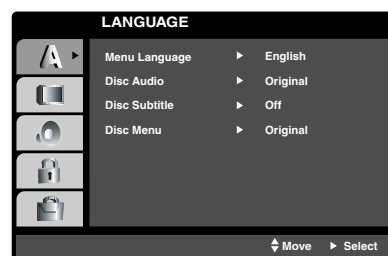 LANGUAGE
Menu Language ▶ English
Disc Audio ▶ Original
Disc Subtitle ▶ Off
Disc Menu ▶ Original
Move ▶ Select